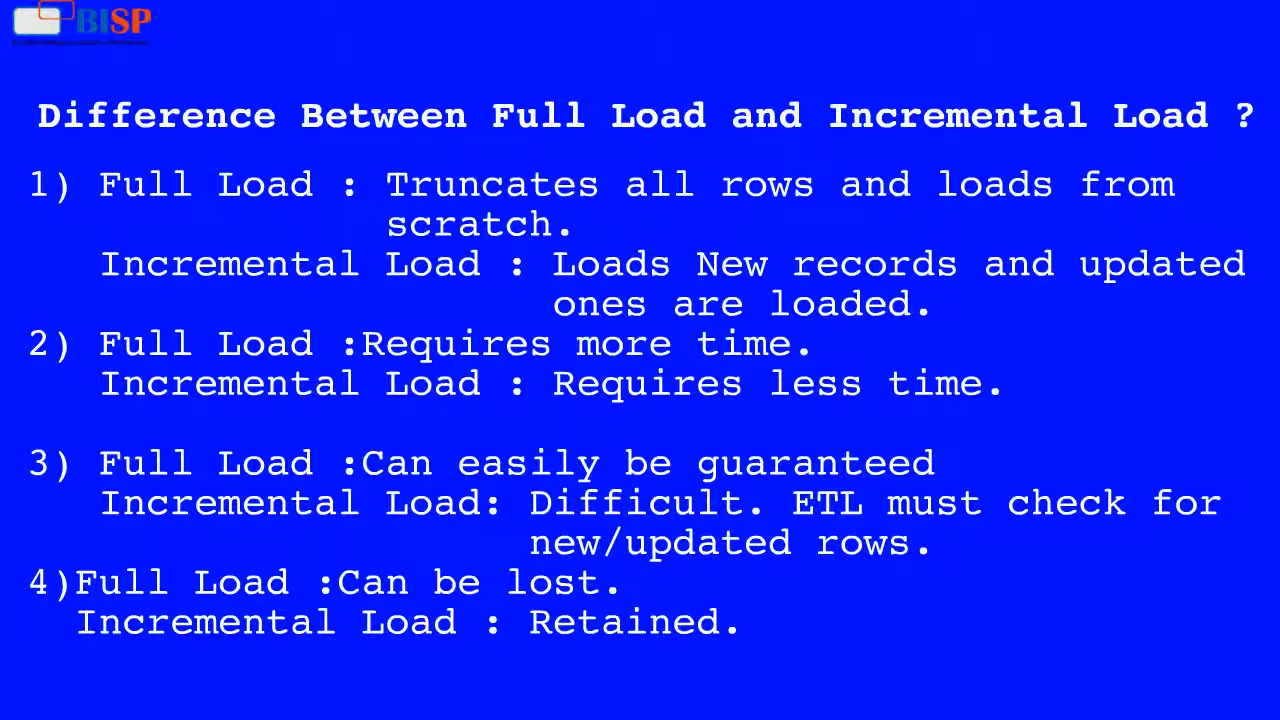 BISP
Difference Between Full Load and Incremental Load ?
1) Full Load : Truncates all rows and loads from
scratch.
Incremental Load : Loads New records and updated
ones are loaded.
2) Full Load :Requires more time.
Incremental Load : Requires less time.
3) Full Load :Can easily be guaranteed
Incremental Load: Difficult. ETL must check for
new/updated rows.
4)Full Load :Can be lost.
Incremental Load : Retained.